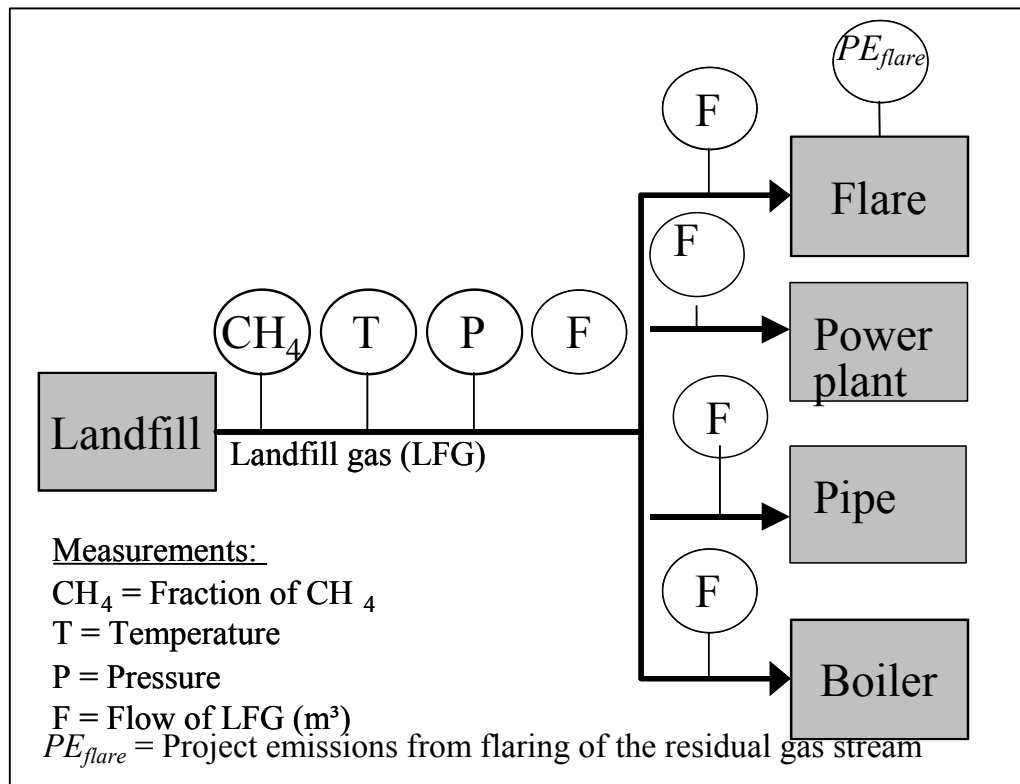 PE_flare
F
Flare
F
Power
plant
CH₄ T P F
Landfill
Landfill gas (LFG)
F
Pipe
F
Boiler
Measurements:
CH₄ = Fraction of CH ₄
T = Temperature
P = Pressure
F = Flow of LFG (m³)
PE_flare = Project emissions from flaring of the residual gas stream